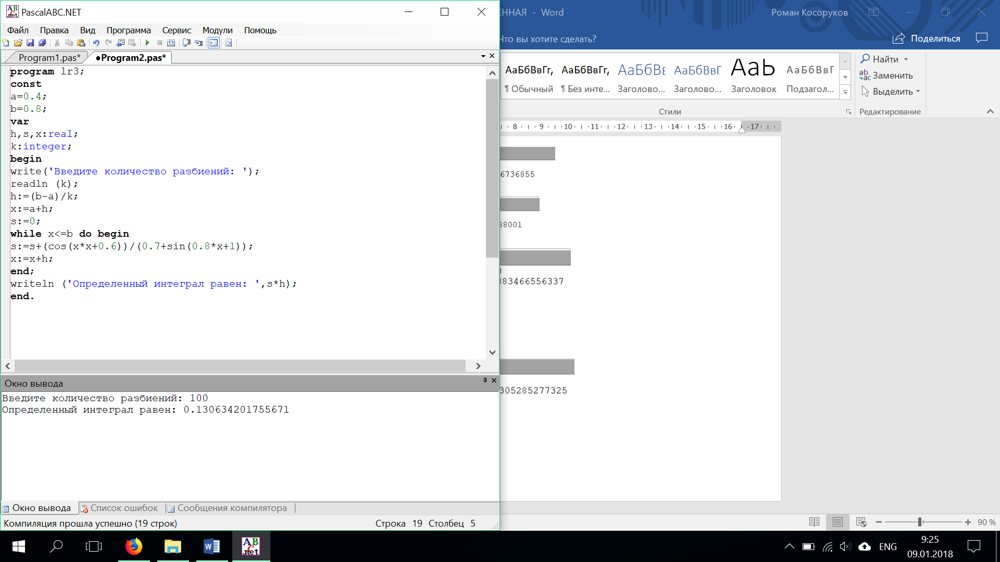 PascalABC.NET
Файл Правка Вид Программа Сервис Модули Помощь
Program1.pas* ●Program2.pas*
program lr3;
const
a=0.4;
b=0.8;
var
h,s,x:real;
k:integer;
begin
write('Введите количество разбиений: ');
readln (k);
h:=(b-a)/k;
x:=a+h;
s:=0;
while x<=b do begin
s:=s+(cos(x*x+0.6))/(0.7+sin(0.8*x+1));
x:=x+h;
end;
writeln ('Определенный интеграл равен: ',s*h);
end.
Окно вывода
Введите количество разбиений: 100
Определенный интеграл равен: 0.130634201755671
Окно вывода Список ошибок Сообщения компилятора
Компиляция прошла успешно (19 строк) Строка 19 Столбец 5
ЕННАЯ - Word Роман Косоруков
Что вы хотите сделать? Поделиться
АаБбВвГг, АаБбВвГг, АаБбВв АаБбВвГ АаЬ АаБбВвГ
¶ Обычный ¶ Без инте... Заголово... Заголово... Заголовок Подзагол...
Стили
Найти
Заменить
Выделить
Редактирование
8 9 10 11 12 13 14 15 16 17
6736855
38001
383466556337
305285277325
90 %
ENG
9:25
09.01.2018